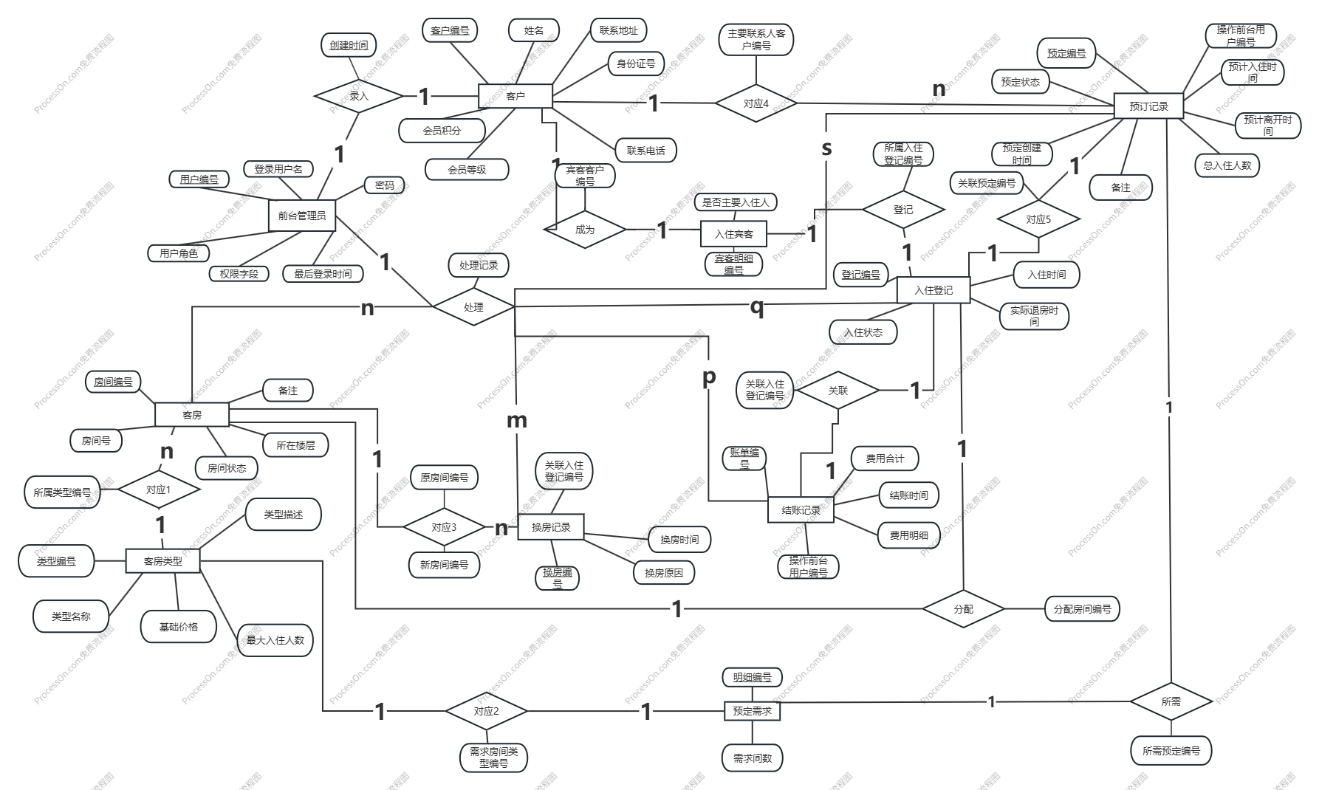 客户编号
姓名
联系地址
主要联系人客
户编号
操作前台用
户编号
创建时间
预定编号
身份证号
预计入住时
间
预定状态
录入
1
客户
1
对应4
n
预订记录
预计离开时
间
会员积分
s
1
联系电话
所属入住
登记编号
预定创建
时间
1
总入住人数
1
会员等级
登录用户名
宾客客户
编号
用户编号
密码
关联预定编号
备注
是否主要入住人
前台管理员
登记
对应5
成为
1
入住宾客
1
用户角色
1
1
1
处理记录
宾客明细
编号
权限字段
最后登录时间
登记编号
入住时间
入住登记
n
处理
q
实际退房时
间
入住状态
房间编号
备注
p
关联入住
登记编号
关联
1
1
客房
m
房间号
所在楼层
n
1
账单编
号
费用合计
1
房间状态
原房间编号
关联入住
登记编号
1
所属类型编号
对应1
结账时间
类型描述
结账记录
1
对应3
n
换房记录
换房时间
费用明细
类型编号
客房类型
新房间编号
换房编
号
换房原因
操作前台
用户编号
类型名称
基础价格
1
分配
分配房间编号
最大入住人数
明细编号
1
对应2
1
预定需求
1
所需
需求房间类
型编号
需求间数
所需预定编号
ProcessOn.com免费流程图